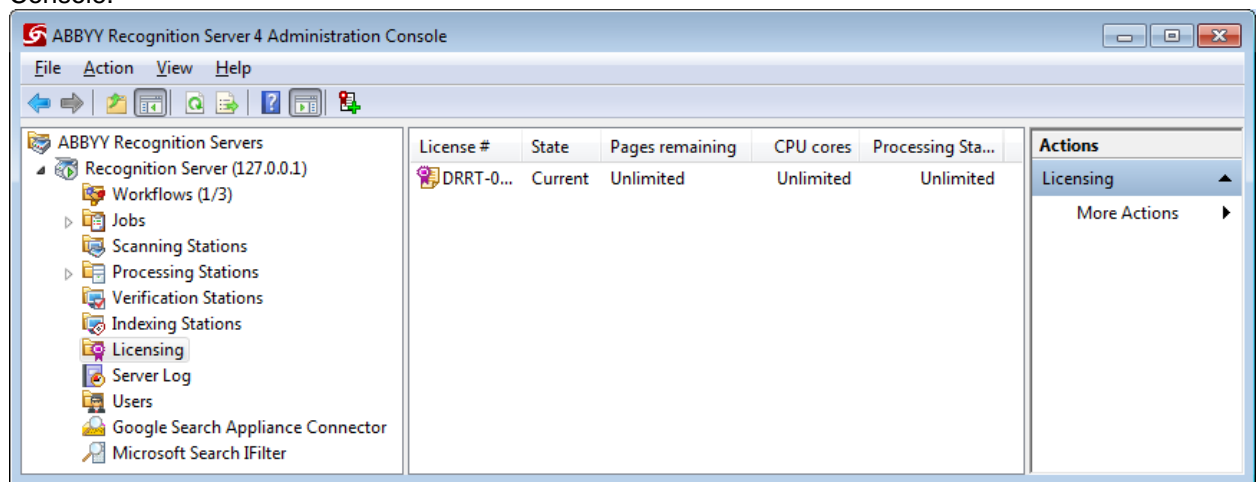 Console.
ABBYY Recognition Server 4 Administration Console
File Action View Help
ABBYY Recognition Servers
Recognition Server (127.0.0.1)
Workflows (1/3)
Jobs
Scanning Stations
Processing Stations
Verification Stations
Indexing Stations
Licensing
Server Log
Users
Google Search Appliance Connector
Microsoft Search IFilter
License # State Pages remaining CPU cores Processing Sta...
DRRT-0... Current Unlimited Unlimited Unlimited
Actions
Licensing
More Actions